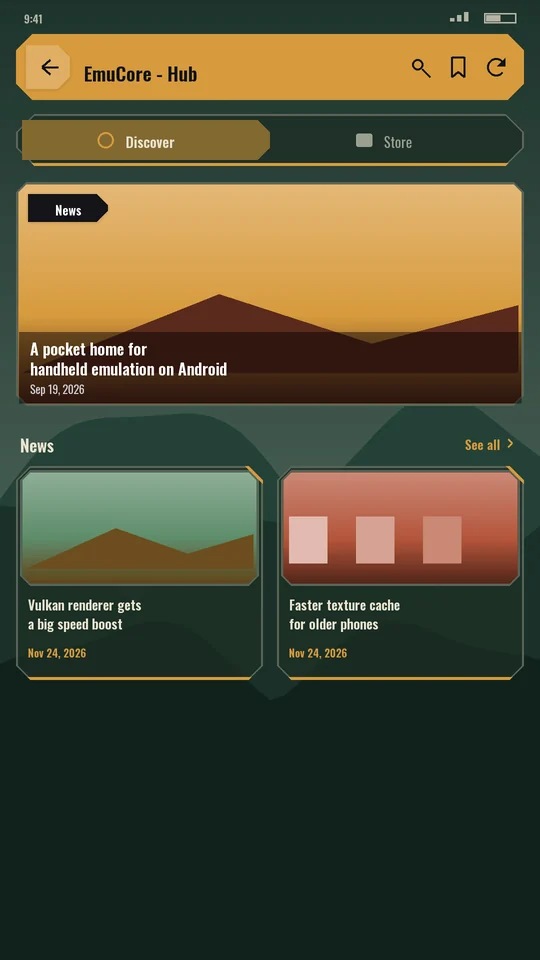 9:41
EmuCore - Hub
Discover
Store
News
A pocket home for
handheld emulation on Android
Sep 19, 2026
News
See all
Vulkan renderer gets
a big speed boost
Nov 24, 2026
Faster texture cache
for older phones
Nov 24, 2026